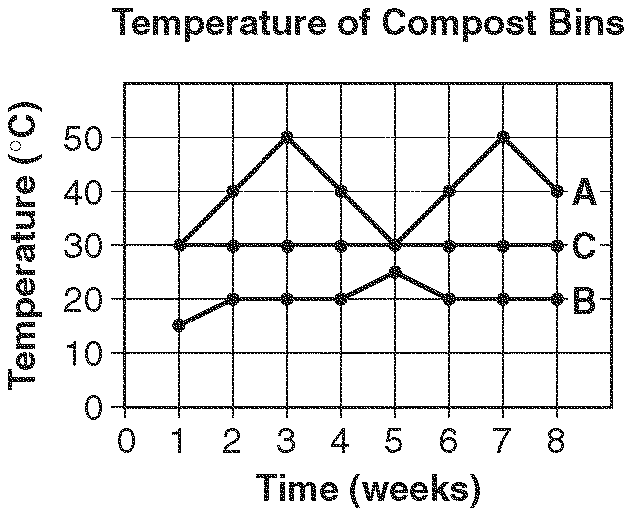 Temperature of Compost Bins
Temperature (°C)
50
40
30
20
10
0
A
C
B
0 1 2 3 4 5 6 7 8
Time (weeks)